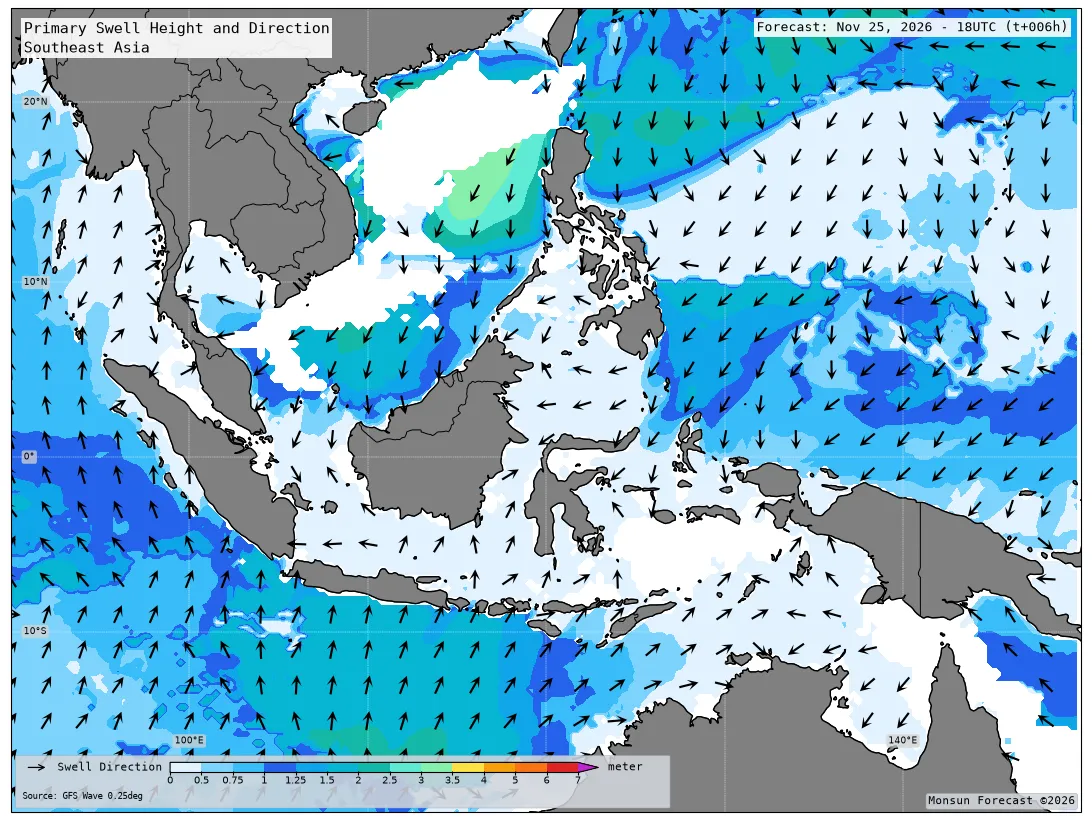 Primary Swell Height and Direction
Southeast Asia
Forecast: Nov 25, 2026 - 18UTC (t+006h)
20°N
10°N
0°
10°S
100°E
140°E
Swell Direction
0 0.5 0.75 1 1.25 1.5 2 2.5 3 3.5 4 5 6 7
meter
Source: GFS Wave 0.25deg
Monsun Forecast ©2026